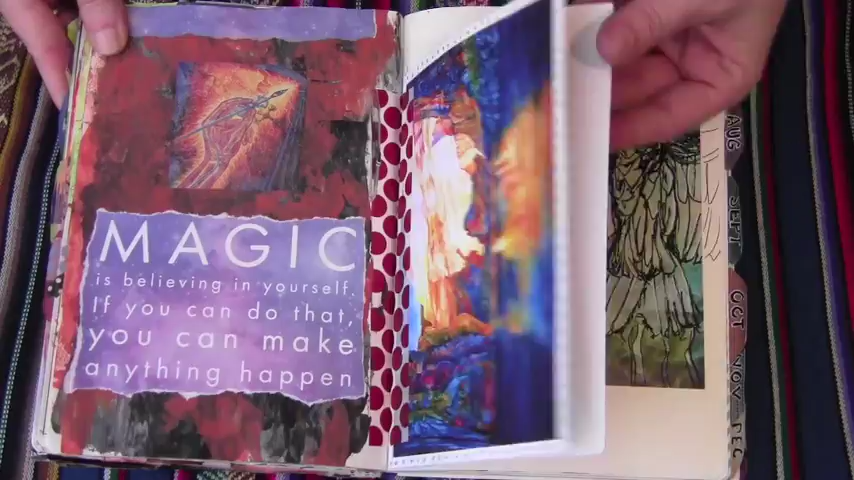 MAGIC
is believing in yourself.
If you can do that,
you can make
anything happen
AUG
SEPT
OCT
NOV
DEC